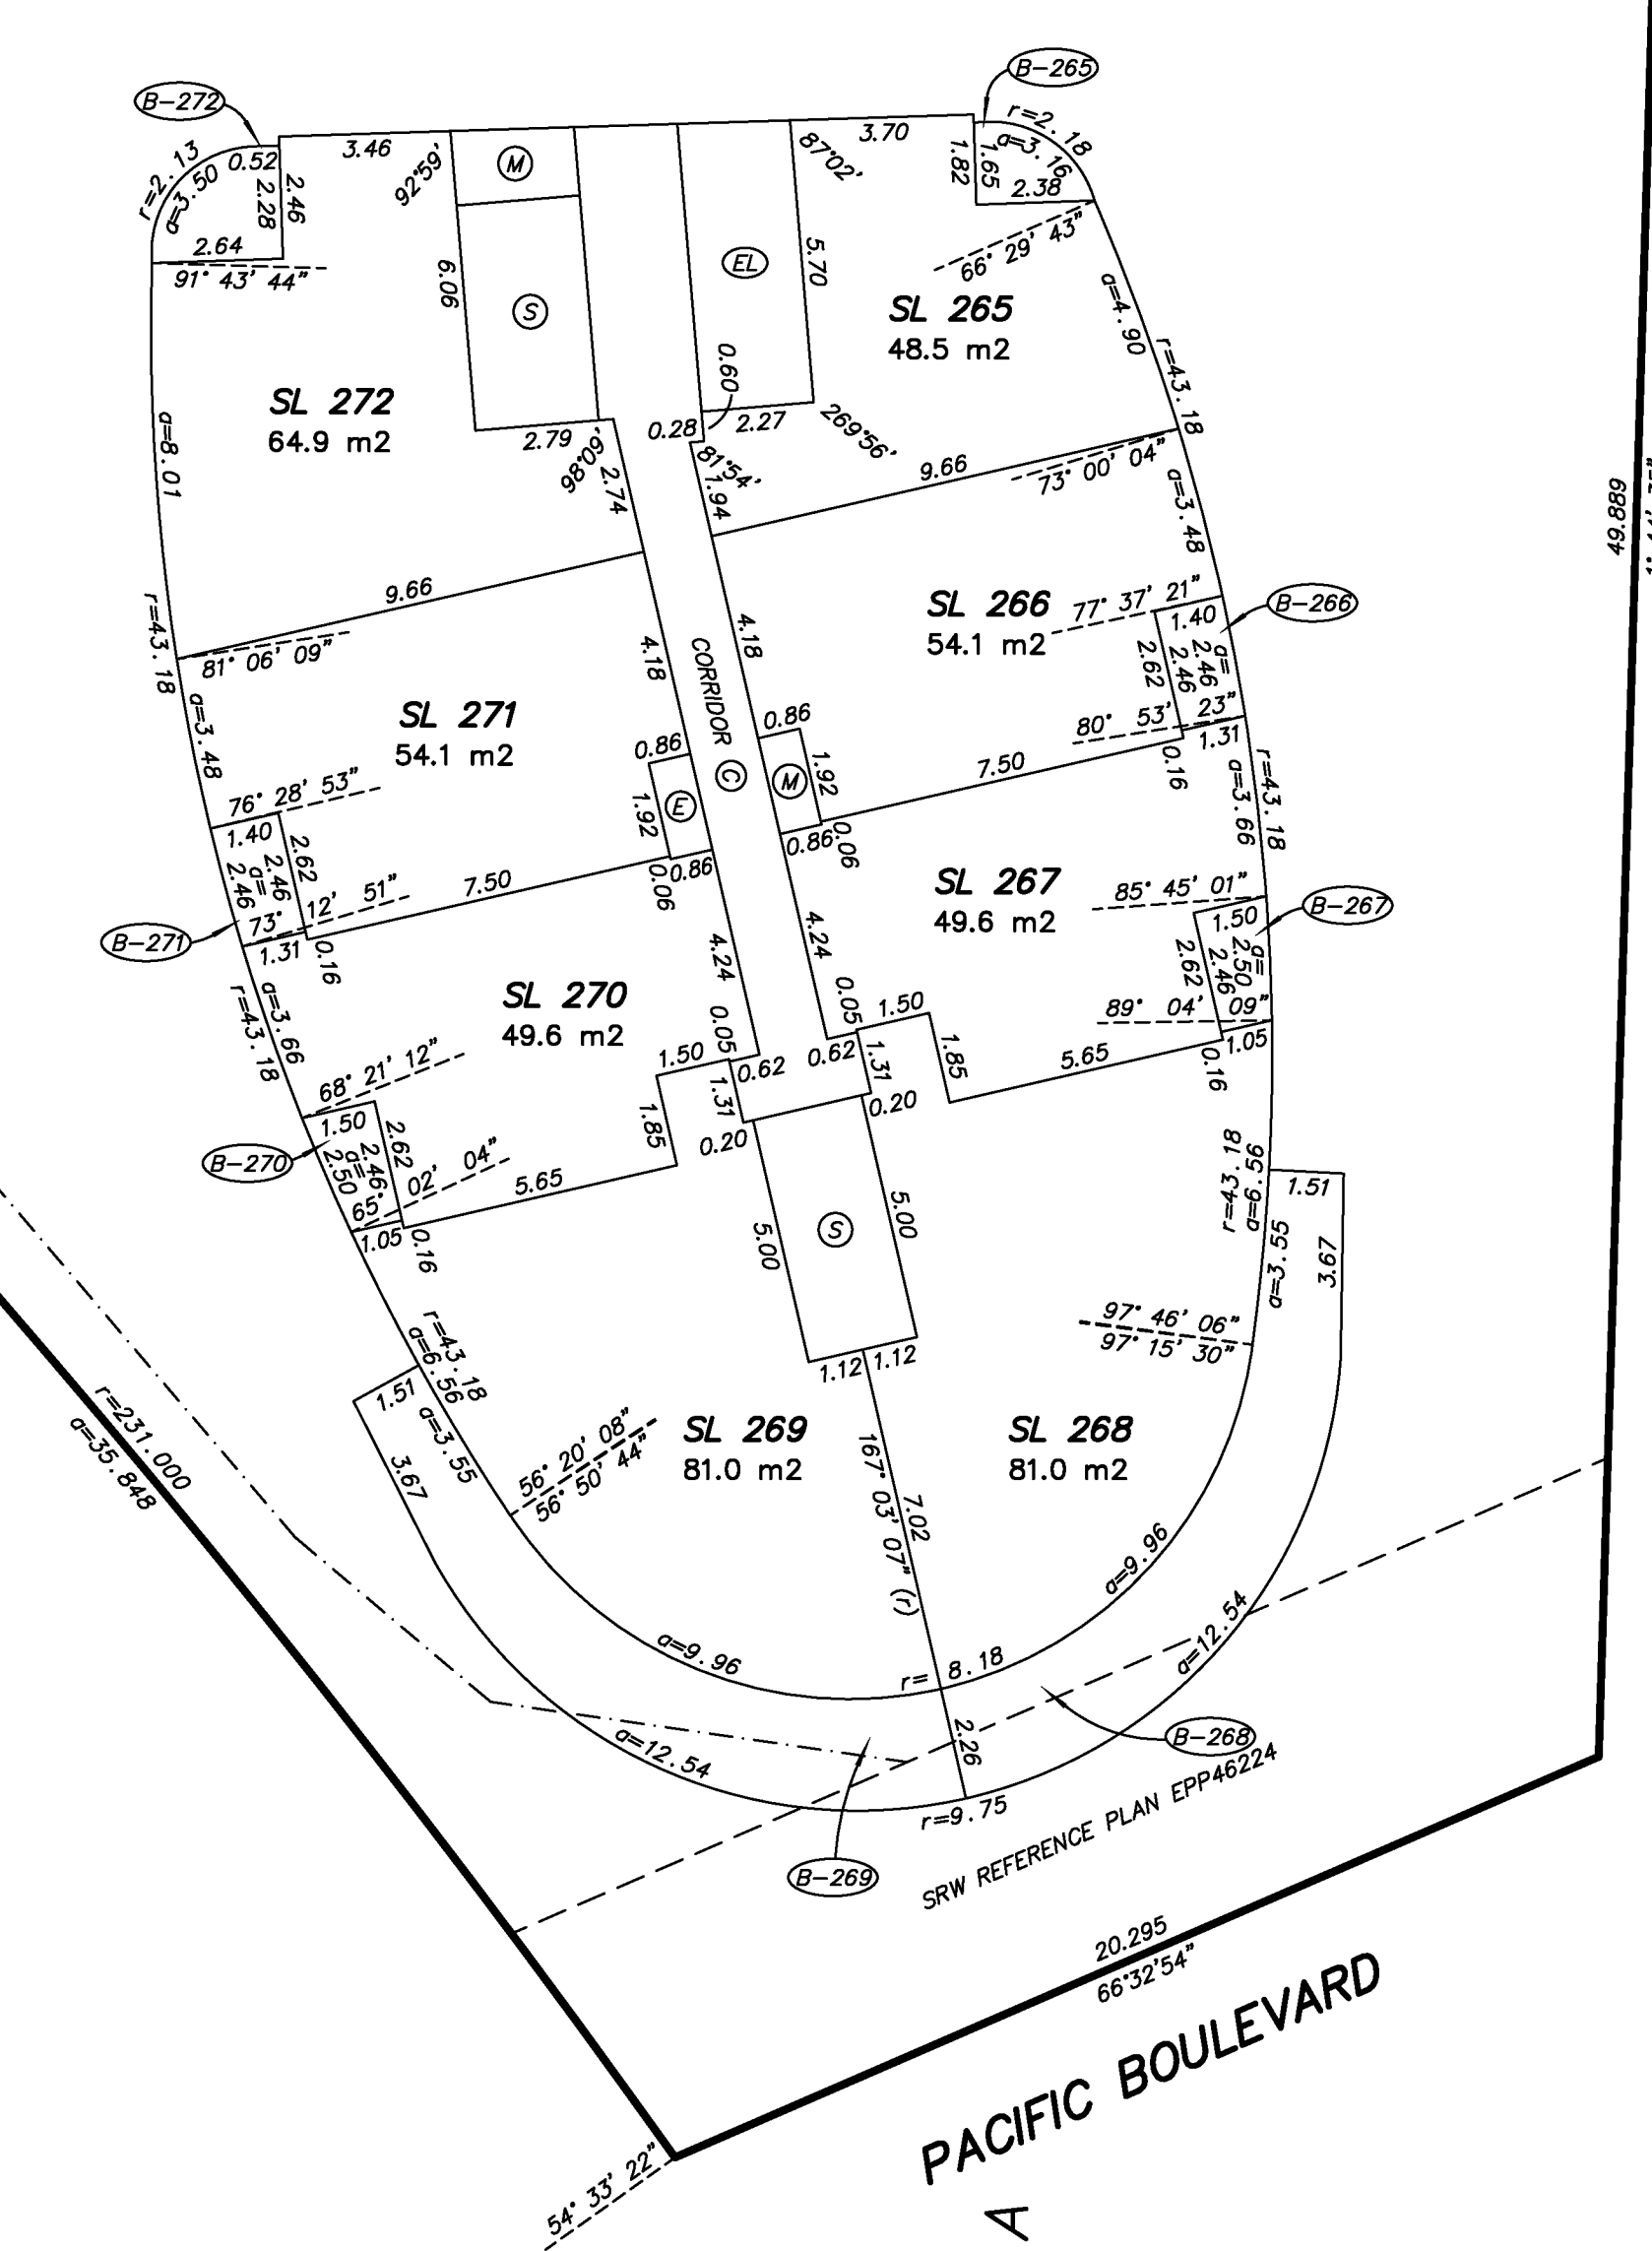 B-272
B-265
r=2.13
a=3.50
0.52
2.28
2.46
2.64
91° 43' 44"
3.46
92°59'
M
6.06
S
EL
87°02'
5.70
3.70
1.82
1.65
r=2.18
a=3.16
2.38
66° 29' 43"
SL 265
48.5 m2
a=4.90
r=43.18
SL 272
64.9 m2
a=8.01
2.79
98°09'
2.74
0.28
0.60
2.27
269°56'
81°54'
1.94
9.66
73° 00' 04"
a=3.48
49.889
9.66
81° 06' 09"
r=43.18
4.18
CORRIDOR C
4.18
SL 266
54.1 m2
77° 37' 21"
1.40
B-266
2.62
2.46
a=
2.46
80° 53' 23"
1.31
0.16
SL 271
54.1 m2
a=3.48
0.86
E
1.92
0.86
0.06
0.86
M
1.92
0.86
0.06
7.50
r=43.18
a=3.66
76° 28' 53"
1.40
2.62
2.46
a=
2.46
73° 12' 51"
1.31
0.16
B-271
7.50
SL 267
49.6 m2
85° 45' 01"
1.50
B-267
2.62
2.46
a=
2.50
89° 04' 09"
1.05
0.16
4.24
4.24
SL 270
49.6 m2
r=43.18
a=3.66
0.05
1.50
0.62
1.31
0.20
1.85
0.05
1.50
0.62
1.31
0.20
1.85
5.65
68° 21' 12"
1.50
2.62
2.46
a=
2.50
65° 02' 04"
1.05
0.16
B-270
5.65
S
5.00
5.00
1.12
1.12
r=43.18
a=6.56
1.51
3.67
a=3.55
97° 46' 06"
97° 15' 30"
r=43.18
a=6.56
1.51
3.67
a=3.55
56° 20' 08"
56° 50' 44"
SL 269
81.0 m2
SL 268
81.0 m2
167° 03' 07" (r)
7.02
a=9.96
a=9.96
r= 8.18
a=12.54
a=12.54
2.26
r=9.75
B-268
B-269
r=231.000
a=35.848
SRW REFERENCE PLAN EPP46224
20.295
66°32'54"
PACIFIC BOULEVARD
54° 33' 22"
A